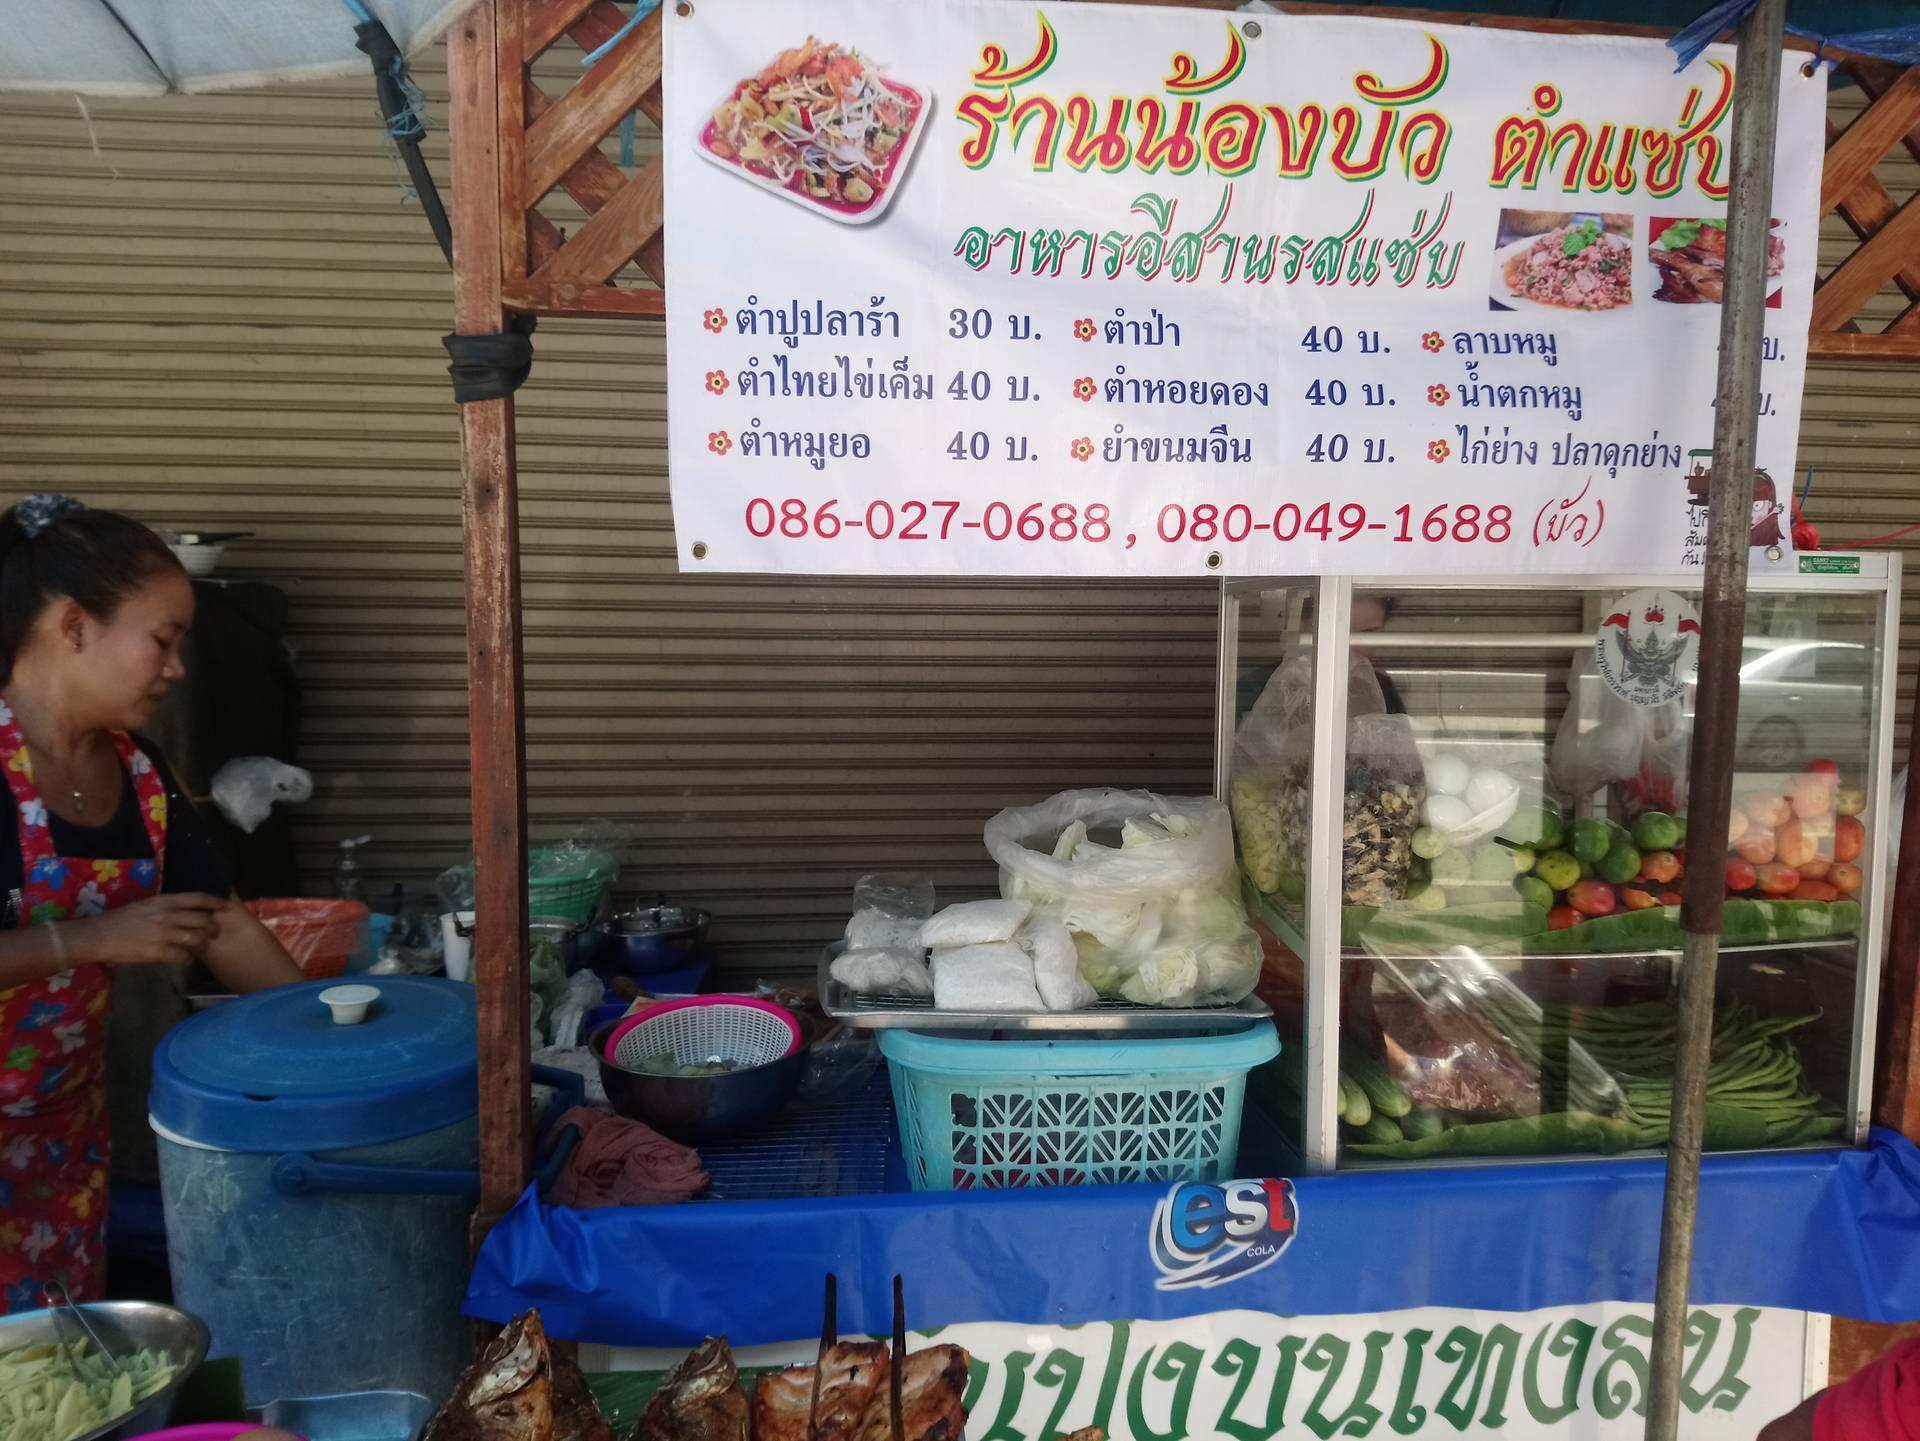 ร้านน้องบัว ตำแซ่บ
อาหารอีสานรสแซ่บ
ตำปูปลาร้า 30 บ. ตำป่า 40 บ. ลาบหมู บ.
ตำไทยไข่เค็ม 40 บ. ตำหอยดอง 40 บ. น้ำตกหมู บ.
ตำหมูยอ 40 บ. ยำขนมจีน 40 บ. ไก่ย่าง ปลาดุกย่าง
086-027-0688 , 080-049-1688 (บัว)
est
COLA